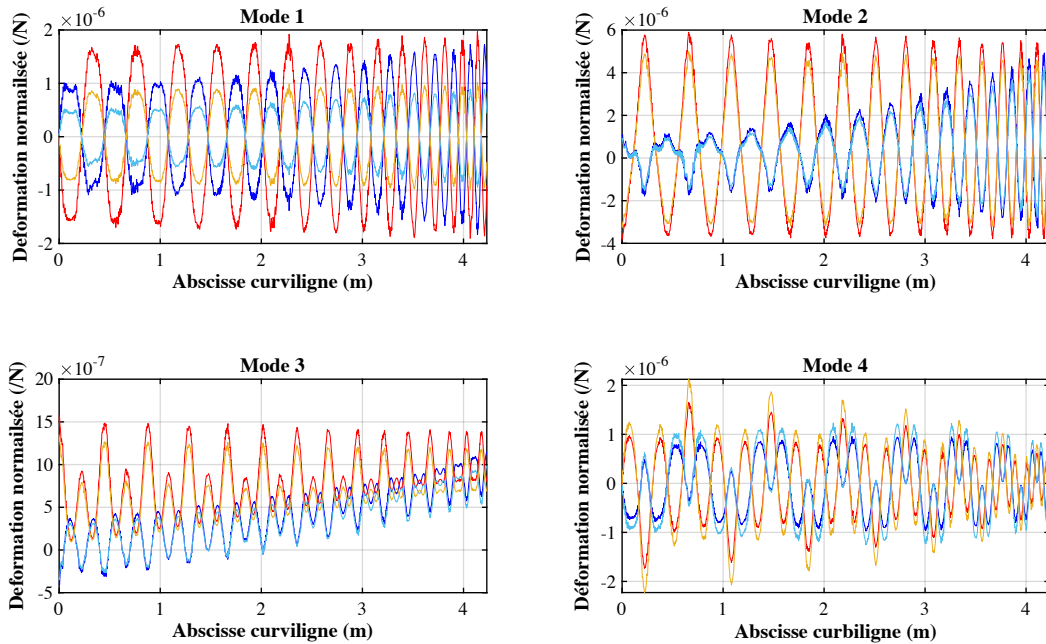 Mode 1
×10⁻⁶
2
1
0
-1
-2
Deformation normalisée (/N)
0 1 2 3 4
Abscisse curviligne (m)
Mode 2
×10⁻⁶
6
4
2
0
-2
-4
Deformation normalisée (/N)
0 1 2 3 4
Abscisse curviligne (m)
Mode 3
×10⁻⁷
20
15
10
5
0
-5
Deformation normailsée (/N)
0 1 2 3 4
Abscisse curviligne (m)
Mode 4
×10⁻⁶
2
1
0
-1
-2
Déformation normalisée (/N)
0 1 2 3 4
Abscisse curbiligne (m)